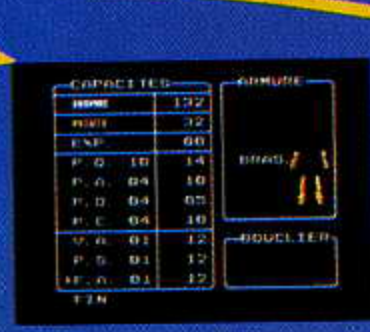 CAPACITES
132
32
EXP 00
P.O 10 14
P.A. 04 10
P.D 04 05
P.C 04 10
V.A. 01 12
P.S 01 12
F.A. 01 12
FIN
ARMURE
BRAS
BOUCLIER